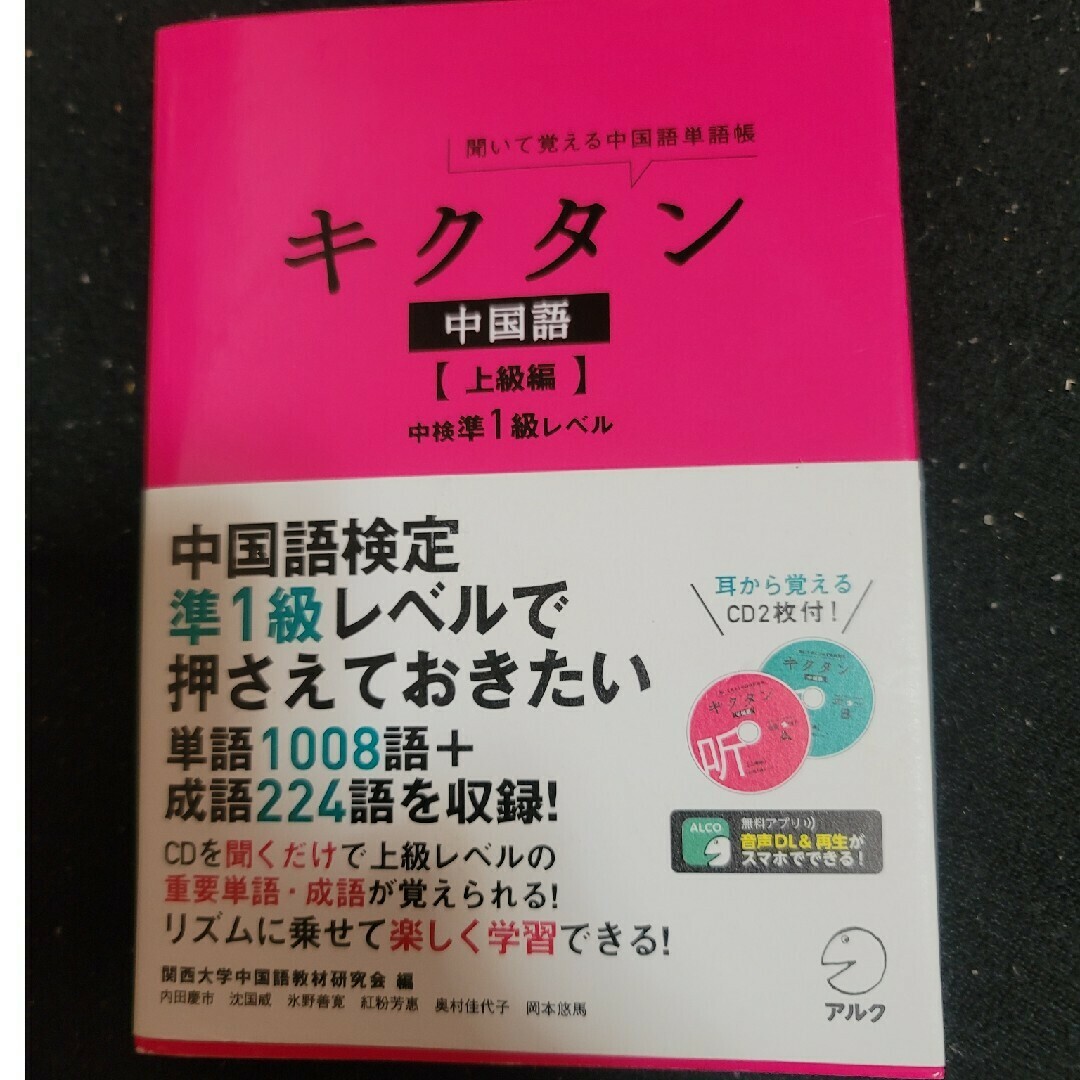 聞いて覚える中国語単語帳
キクタン
中国語
【上級編】
中検準1級レベル
中国語検定
準1級レベルで
押さえておきたい
単語1008語＋
成語224語を収録!
CDを聞くだけで上級レベルの
重要単語・成語が覚えられる!
リズムに乗せて楽しく学習できる!
関西大学中国語教材研究会 編
内田慶市 沈国威 氷野善寛 紅粉芳惠 奥村佳代子 岡本悠馬
耳から覚える
CD2枚付!
キクタン
キクタン
听
A
B
ALCO
無料アプリ
音声DL&再生が
スマホでできる!
アルク